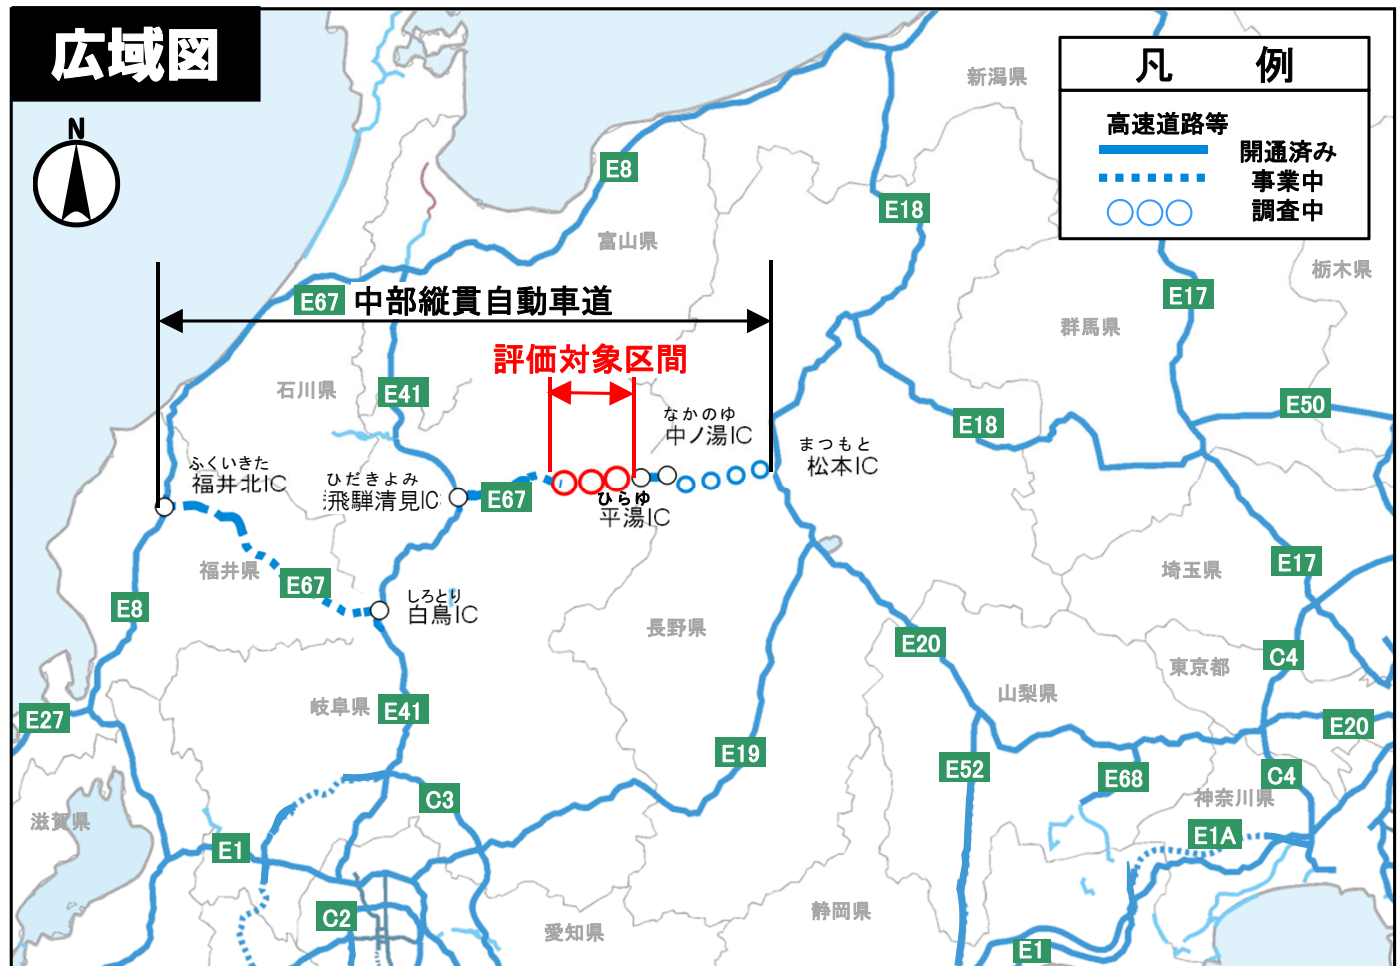 広域図
N
凡　例
高速道路等
開通済み
事業中
調査中
新潟県
E8
E18
富山県
栃木県
E17
E67
中部縦貫自動車道
群馬県
評価対象区間
石川県
E41
E50
なかのゆ
中ノ湯IC
E18
まつもと
松本IC
ふくいきた
福井北IC
ひだきよみ
飛騨清見IC
E67
ひらゆ
平湯IC
福井県
E67
E17
埼玉県
しろとり
白鳥IC
E8
長野県
E20
C4
東京都
岐阜県
E41
山梨県
E27
E20
E19
E52
E68
C4
C3
神奈川県
滋賀県
E1
E1A
C2
静岡県
愛知県
E1